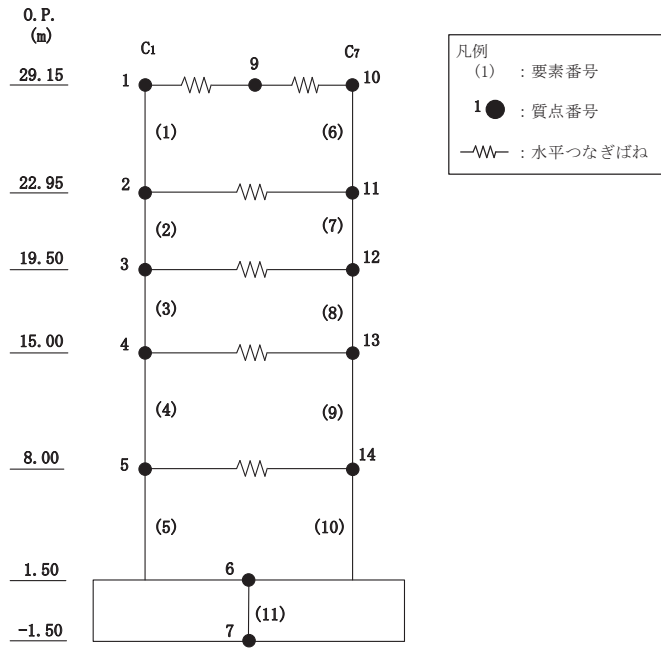 O.P.
(m)
C1 C7
29.15 1 9 10
(1) (6)
22.95 2 11
(2) (7)
19.50 3 12
(3) (8)
15.00 4 13
(4) (9)
8.00 5 14
(5) (10)
1.50 6
(11)
-1.50 7
凡例
(1) : 要素番号
1 : 質点番号
: 水平つなぎばね